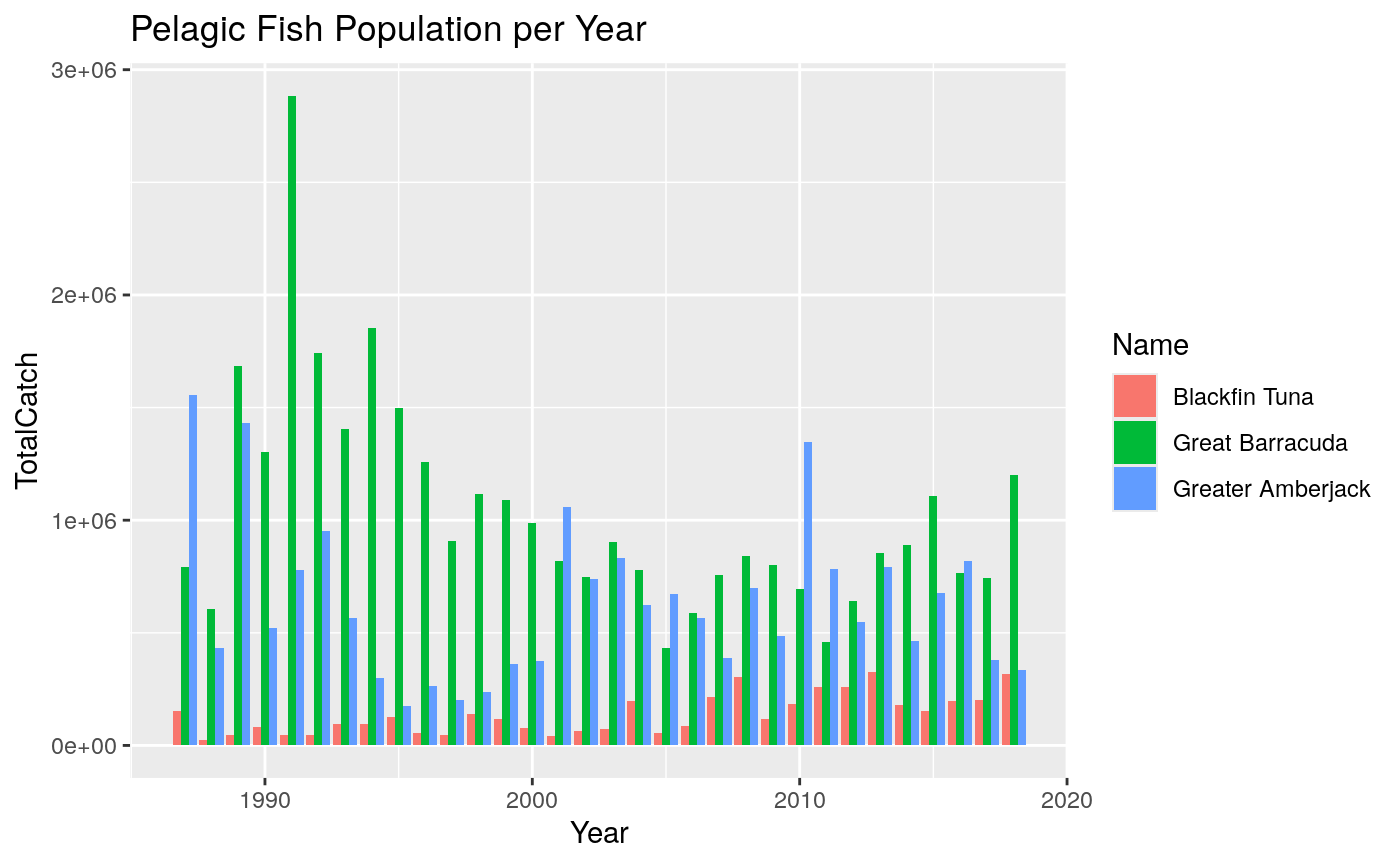 Pelagic Fish Population per Year
3e+06
2e+06
1e+06
0e+00
TotalCatch
1990
2000
2010
2020
Year
Name
Blackfin Tuna
Great Barracuda
Greater Amberjack